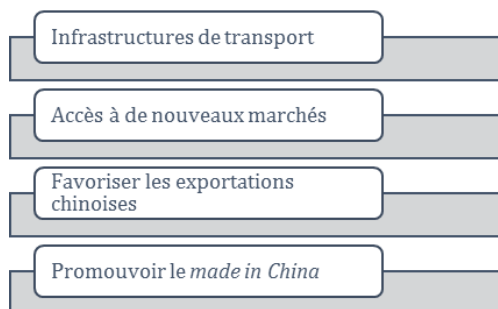 Infrastructures de transport
Accès à de nouveaux marchés
Favoriser les exportations
chinoises
Promouvoir le made in China